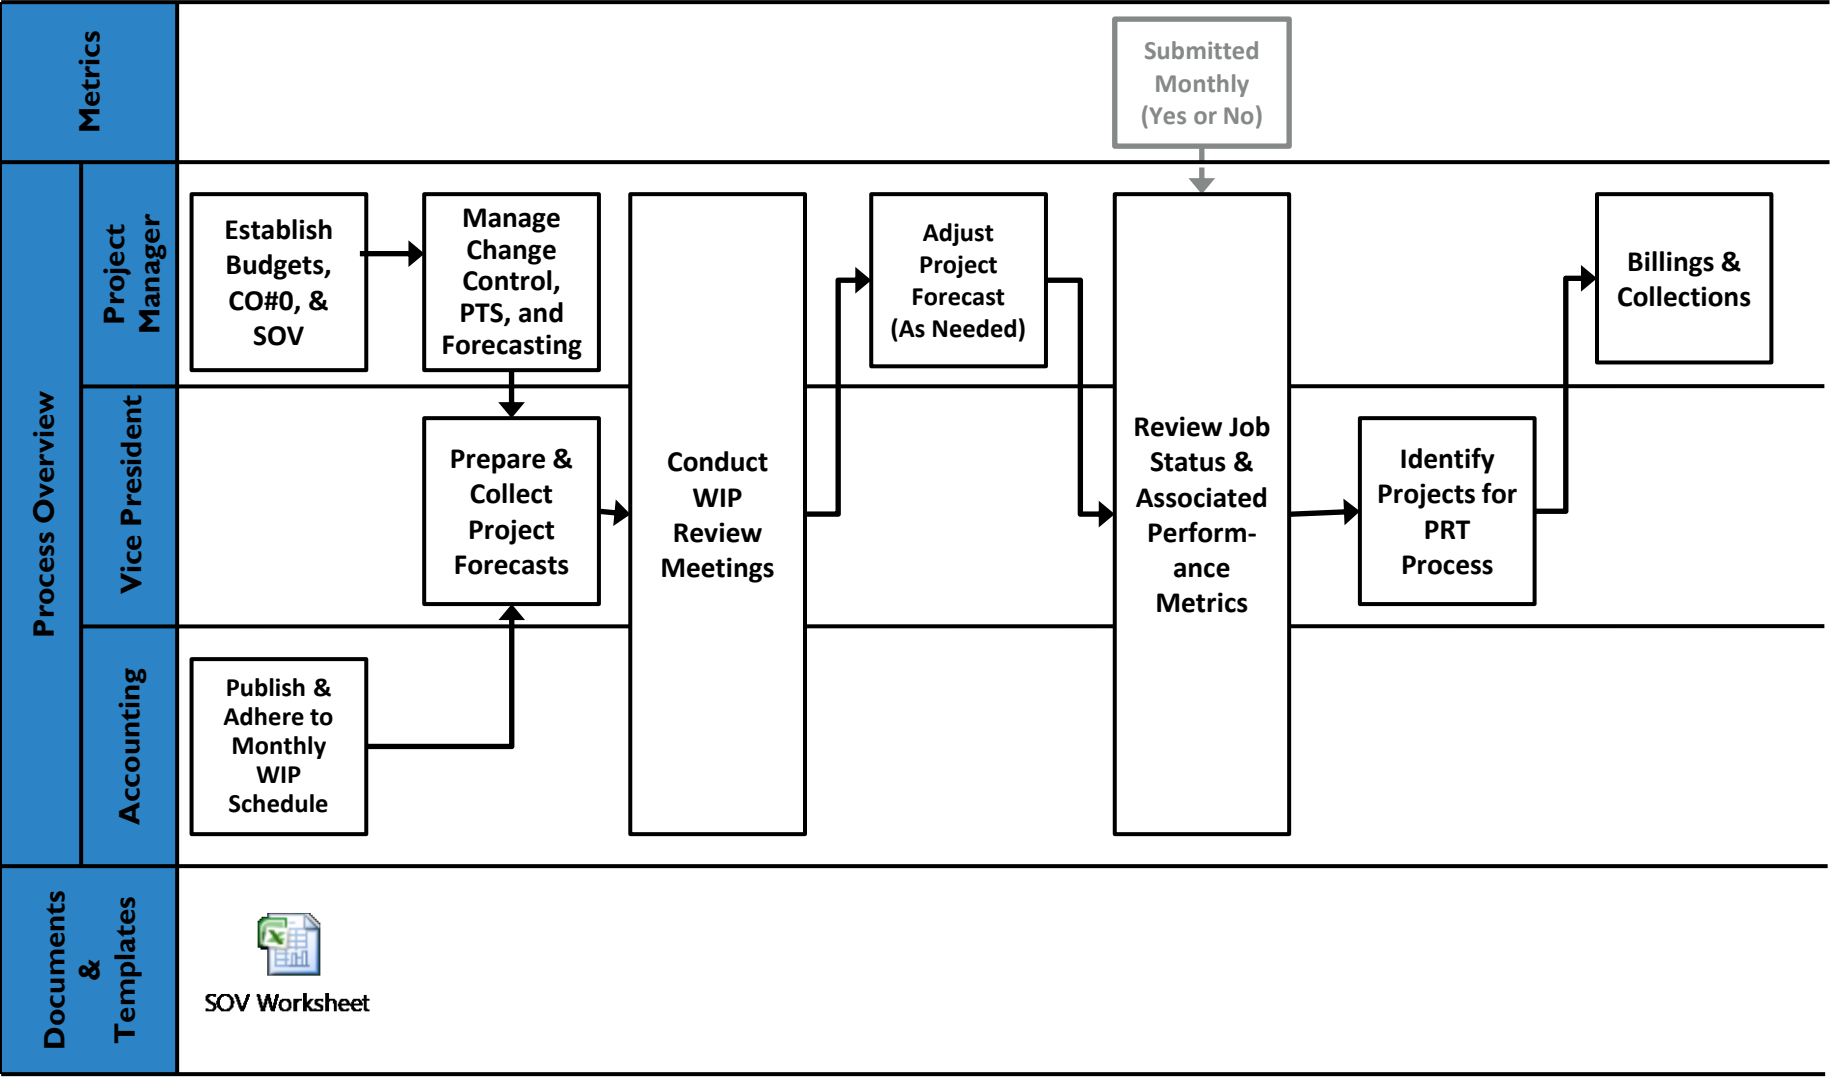 Metrics
Submitted
Monthly
(Yes or No)
Process Overview
Project
Manager
Establish
Budgets,
CO#0, &
SOV
Manage
Change
Control,
PTS, and
Forecasting
Adjust
Project
Forecast
(As Needed)
Billings &
Collections
Vice President
Prepare &
Collect
Project
Forecasts
Conduct
WIP
Review
Meetings
Review Job
Status &
Associated
Perform-
ance
Metrics
Identify
Projects for
PRT
Process
Accounting
Publish &
Adhere to
Monthly
WIP
Schedule
Documents
&
Templates
SOV Worksheet